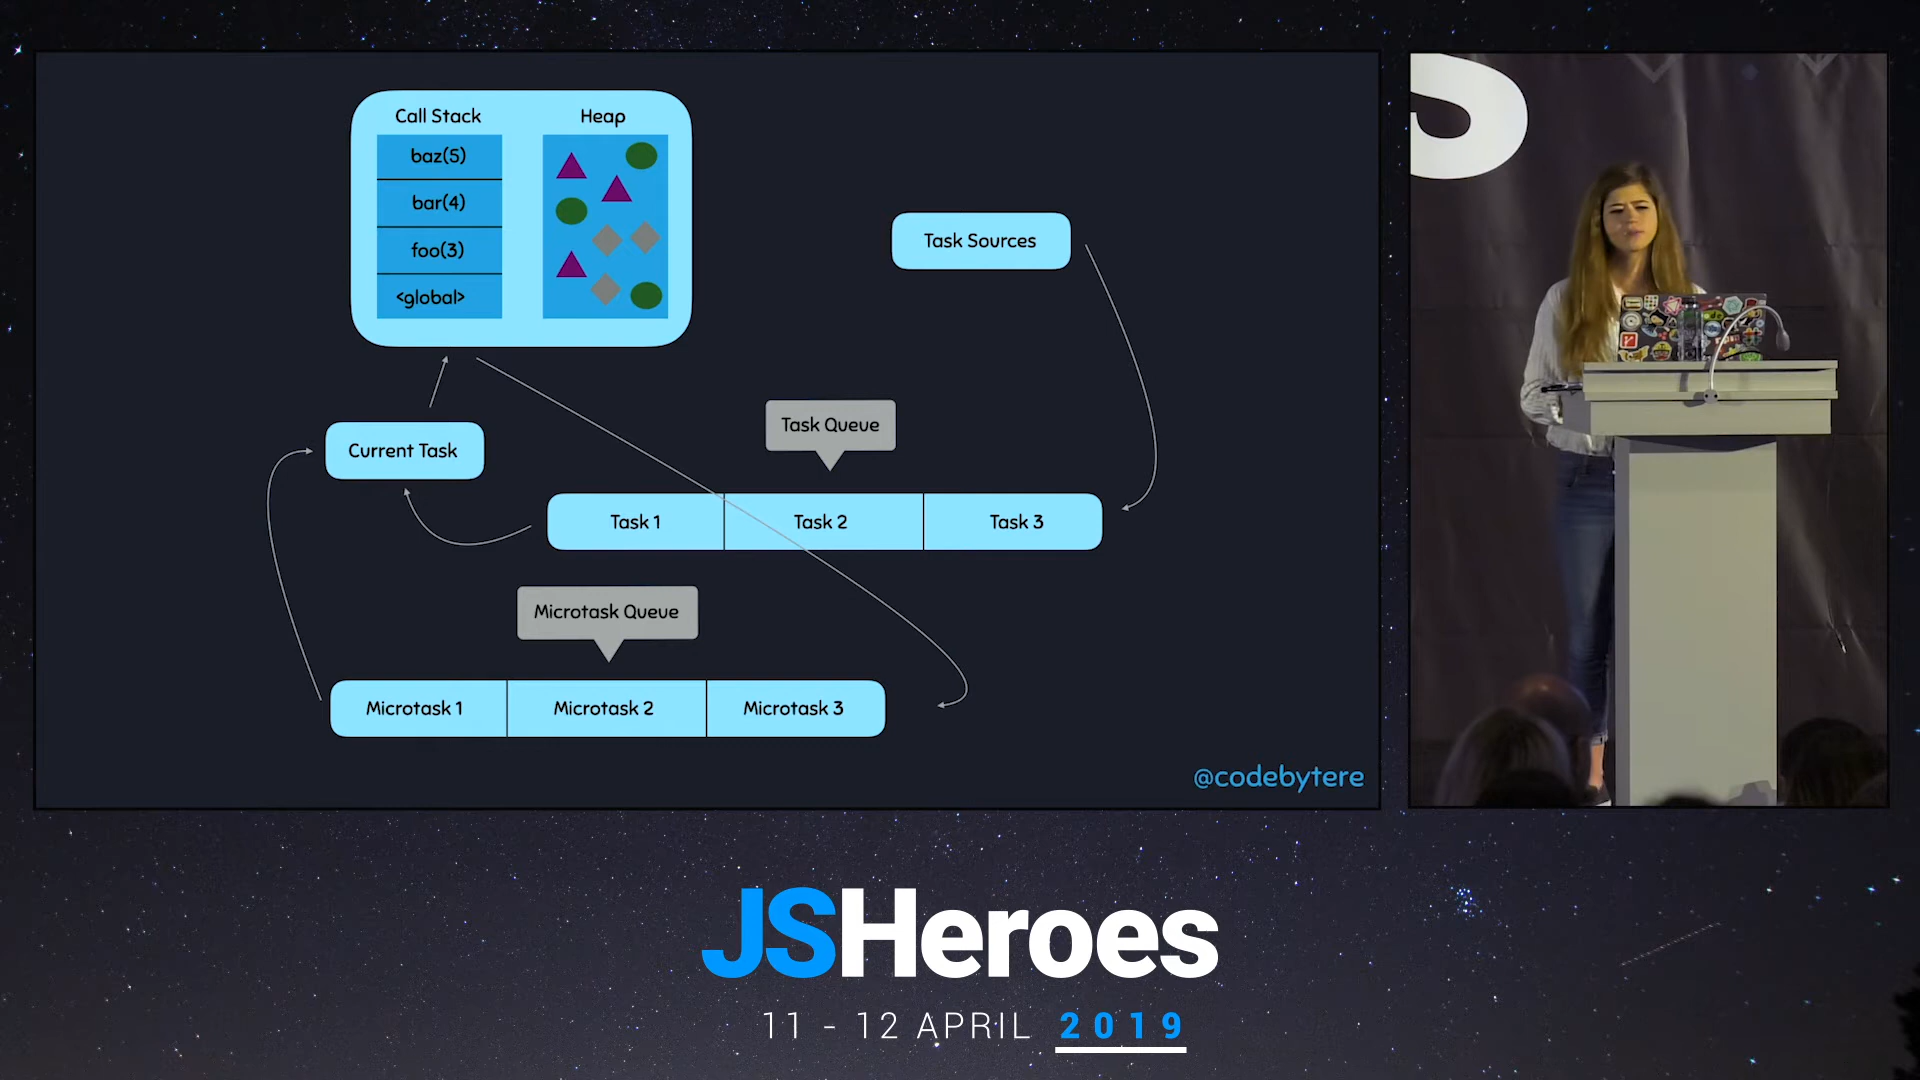 Call Stack
Heap
baz(5)
bar(4)
foo(3)
<global>
Task Sources
Task Queue
Current Task
Task 1
Task 2
Task 3
Microtask Queue
Microtask 1
Microtask 2
Microtask 3
@codebytere
S
JSHeroes
11 - 12 APRIL 2019